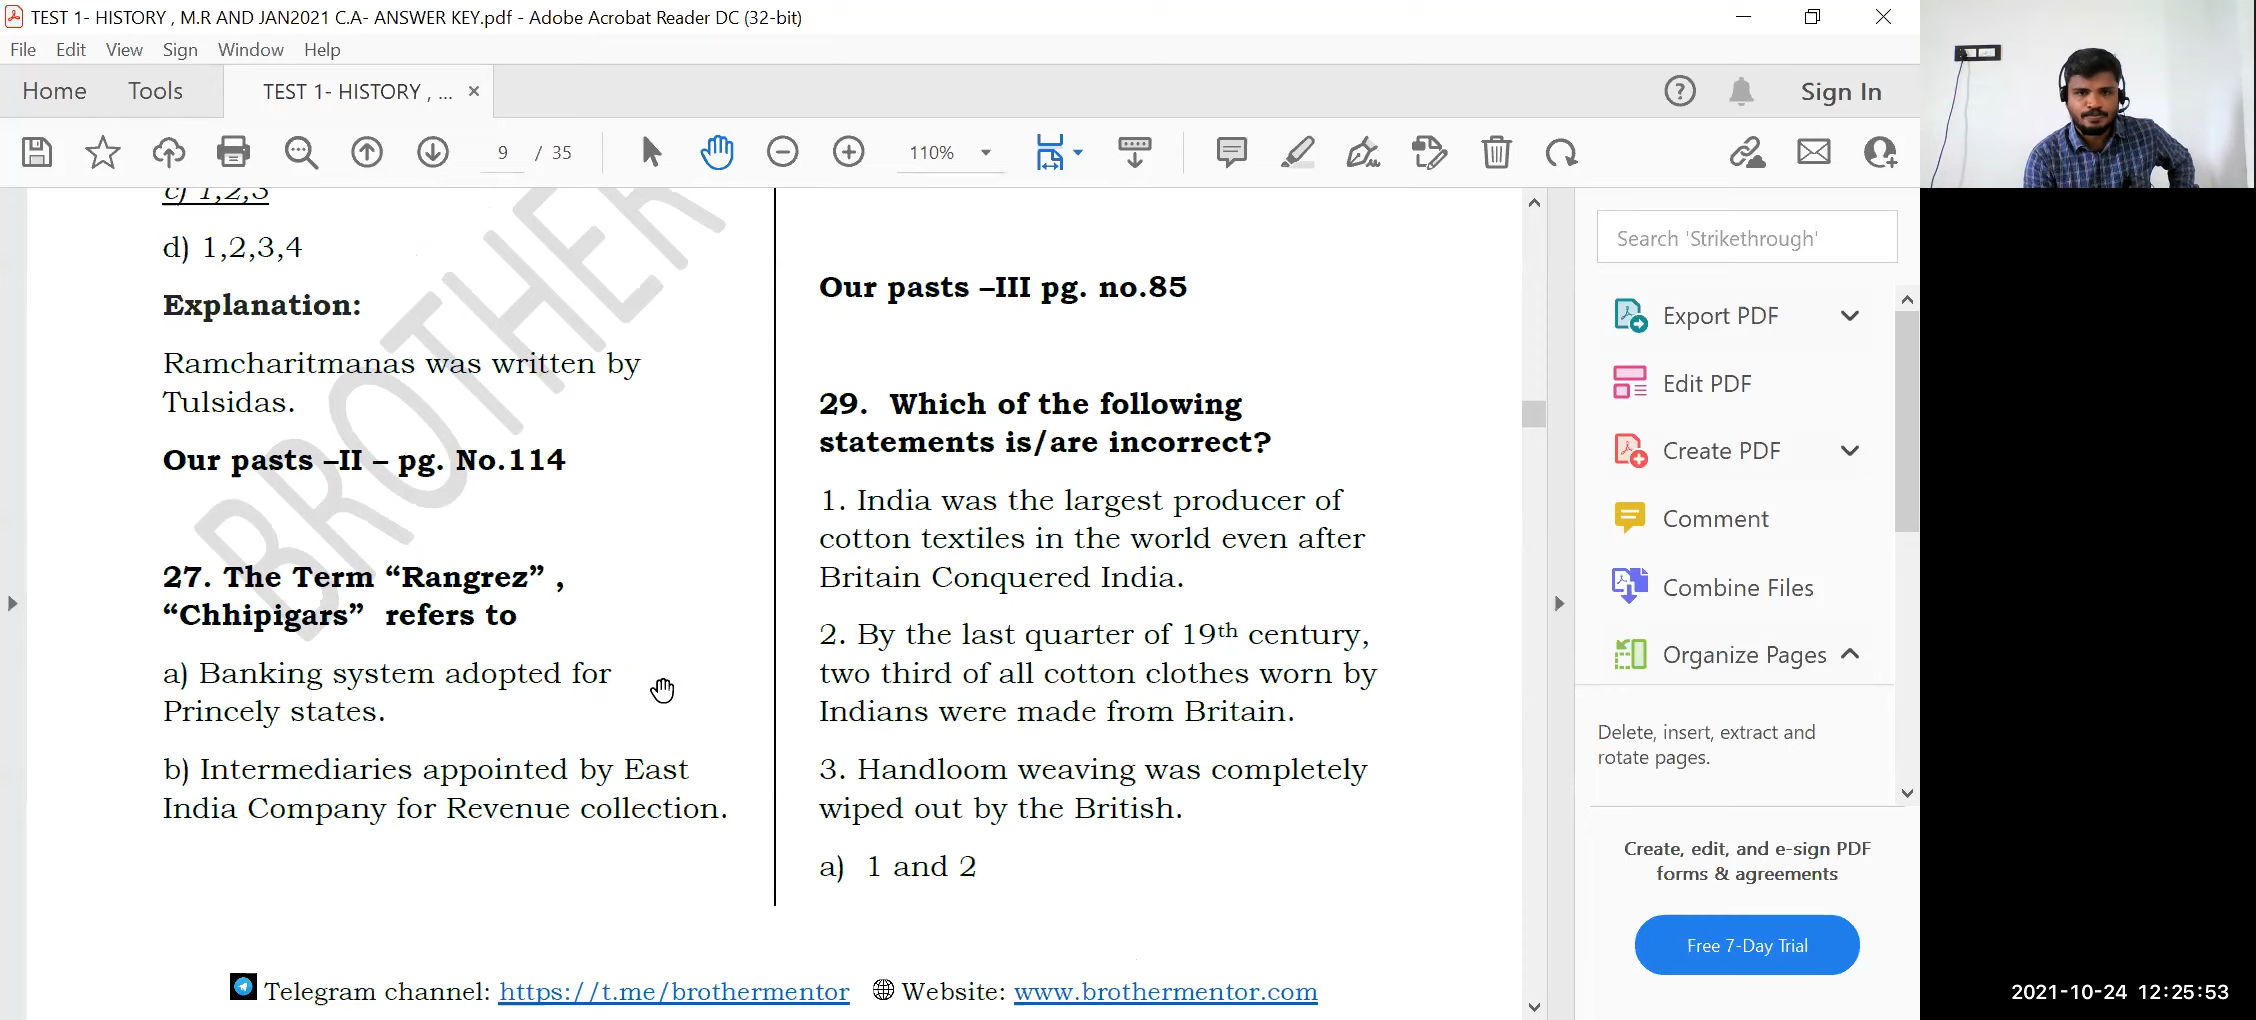 TEST 1- HISTORY , M.R AND JAN2021 C.A- ANSWER KEY.pdf - Adobe Acrobat Reader DC (32-bit)
File Edit View Sign Window Help
Home Tools TEST 1- HISTORY , ... × Sign In
9 / 35 110%
c) 1,2,3
d) 1,2,3,4
Explanation:
Ramcharitmanas was written by
Tulsidas.
Our pasts –II – pg. No.114
27. The Term “Rangrez” ,
“Chhipigars” refers to
a) Banking system adopted for
Princely states.
b) Intermediaries appointed by East
India Company for Revenue collection.
BROTHER
Our pasts –III pg. no.85
29. Which of the following
statements is/are incorrect?
1. India was the largest producer of
cotton textiles in the world even after
Britain Conquered India.
2. By the last quarter of 19th century,
two third of all cotton clothes worn by
Indians were made from Britain.
3. Handloom weaving was completely
wiped out by the British.
a) 1 and 2
Telegram channel: https://t.me/brothermentor Website: www.brothermentor.com
Search 'Strikethrough'
Export PDF
Edit PDF
Create PDF
Comment
Combine Files
Organize Pages
Delete, insert, extract and
rotate pages.
Create, edit, and e-sign PDF
forms & agreements
Free 7-Day Trial
2021-10-24 12:25:53